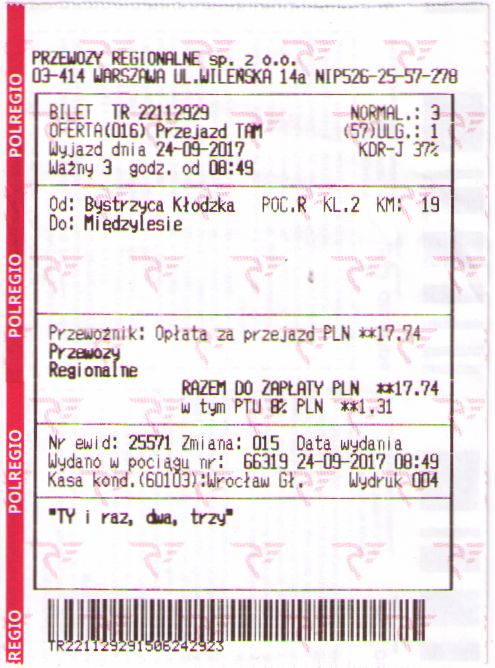 PRZEWOZY REGIONALNE sp. z o.o.
03-414 WARSZAWA UL.WILEŃSKA 14a NIP526-25-57-278
BILET TR 22112929 NORMAL.: 3
OFERTA(016) Przejazd TAM (57)ULG.: 1
Wyjazd dnia 24-09-2017 KDR-J 37%
Ważny 3 godz. od 08:49
Od: Bystrzyca Kłodzka POC.R KL.2 KM: 19
Do: Międzylesie
Przewoźnik: Opłata za przejazd PLN **17.74
Przewozy
Regionalne
RAZEM DO ZAPŁATY PLN **17.74
w tym PTU 8% PLN **1.31
Nr ewid: 25571 Zmiana: 015 Data wydania
Wydano w pociągu nr: 66319 24-09-2017 08:49
Kasa kond.(60103):Wrocław Gł. Wydruk 004
"TY i raz, dwa, trzy"
TR221129291506242923
POLREGIO
POLREGIO
POLREGIO
REGIO